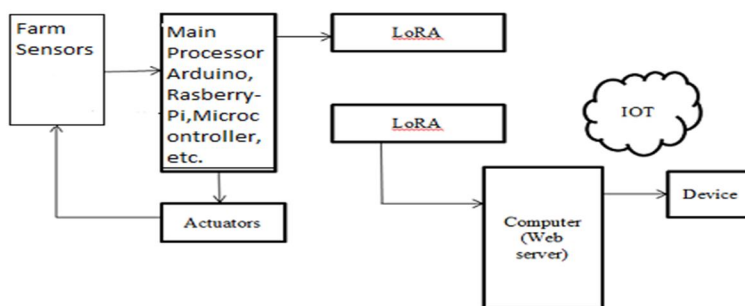 Farm
Sensors
Main
Processor
Arduino,
Rasberry-
Pi,Microc
ontroller,
etc.
LoRA
LoRA
IOT
Actuators
Computer
(Web
server)
Device